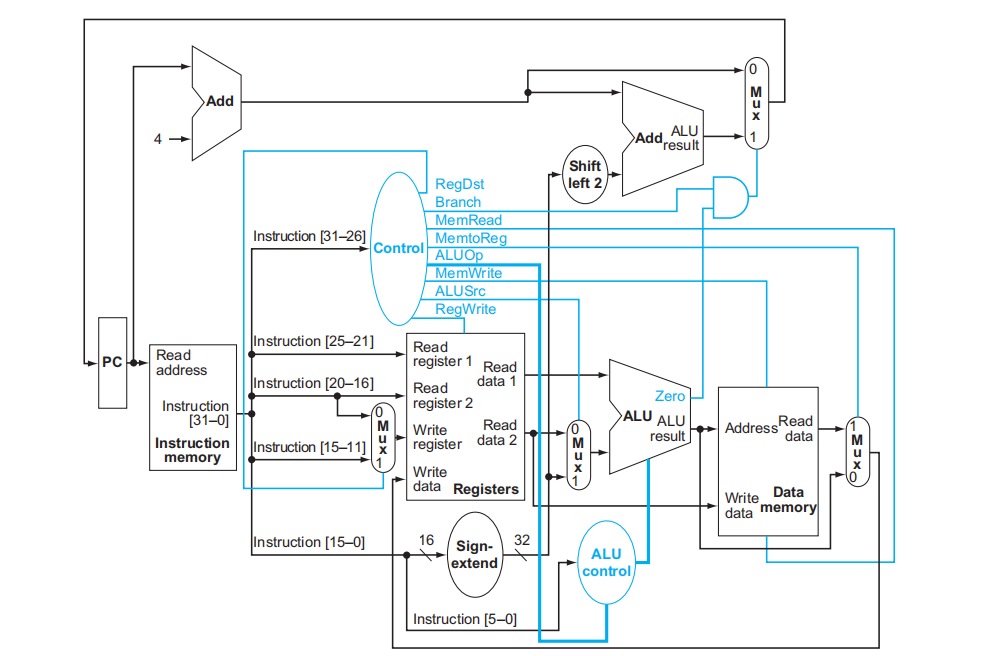 Add
4
0
M
u
x
1
Add ALU
result
Shift
left 2
RegDst
Branch
MemRead
MemtoReg
ALUOp
MemWrite
ALUSrc
RegWrite
Control
Instruction [31–26]
Instruction [25–21]
Instruction [20–16]
Instruction [15–11]
Instruction [15–0]
Instruction [5–0]
PC
Read
address
Instruction
[31–0]
Instruction
memory
0
M
u
x
1
Read
register 1
Read
register 2
Write
register
Write
data
Read
data 1
Read
data 2
Registers
0
M
u
x
1
Zero
ALU ALU
result
Address
Read
data
Write
data
Data
memory
1
M
u
x
0
16
Sign-
extend
32
ALU
control